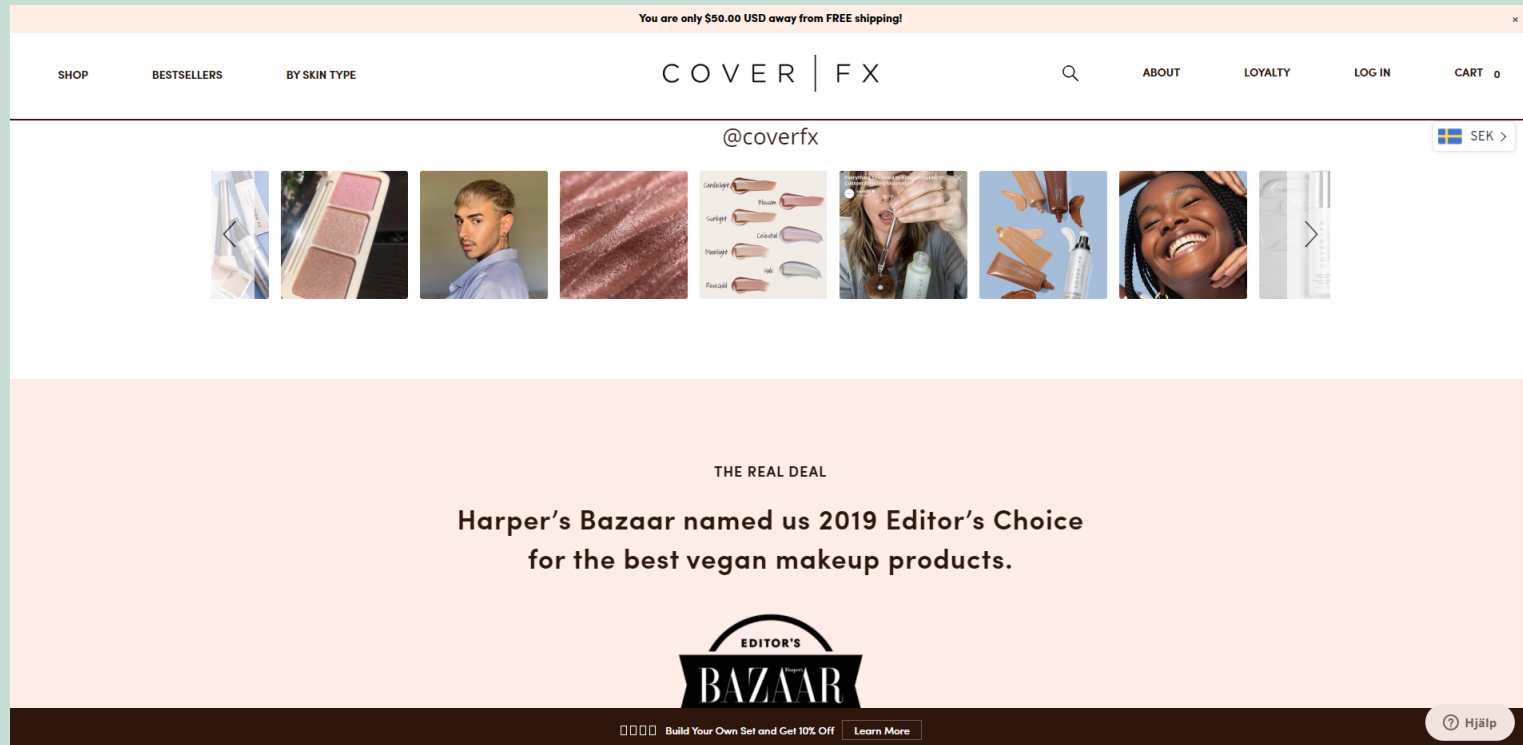 You are only $50.00 USD away from FREE shipping!
×
SHOP BESTSELLERS BY SKIN TYPE
COVER | FX
ABOUT LOYALTY LOG IN CART 0
@coverfx
SEK >
Candlelight
Blossom
Sunlight
Celestial
Moonlight
Halo
Rosegold
COVER FX
THE REAL DEAL
Harper’s Bazaar named us 2019 Editor’s Choice
for the best vegan makeup products.
EDITOR'S
Harper's
BAZAAR
Build Your Own Set and Get 10% Off Learn More
? Hjälp